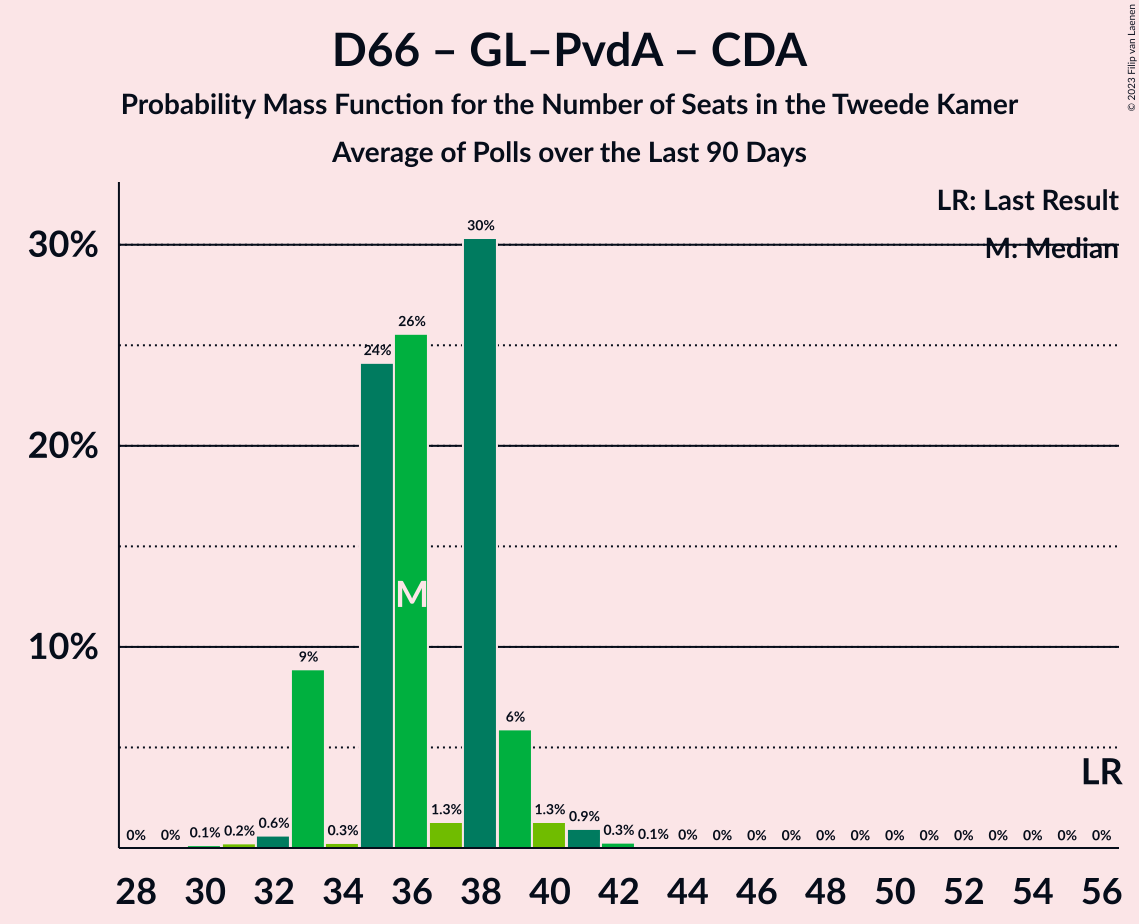 D66 – GL–PvdA – CDA
Probability Mass Function for the Number of Seats in the Tweede Kamer
Average of Polls over the Last 90 Days
© 2023 Filip van Laenen
LR: Last Result
M: Median
30%
20%
10%
0% 0% 0.1% 0.2% 0.6% 9% 0.3% 24% 26% 1.3% 30% 6% 1.3% 0.9% 0.3% 0.1% 0% 0% 0% 0% 0% 0% 0% 0% 0% 0% 0% 0% 0%
M
LR
28 30 32 34 36 38 40 42 44 46 48 50 52 54 56